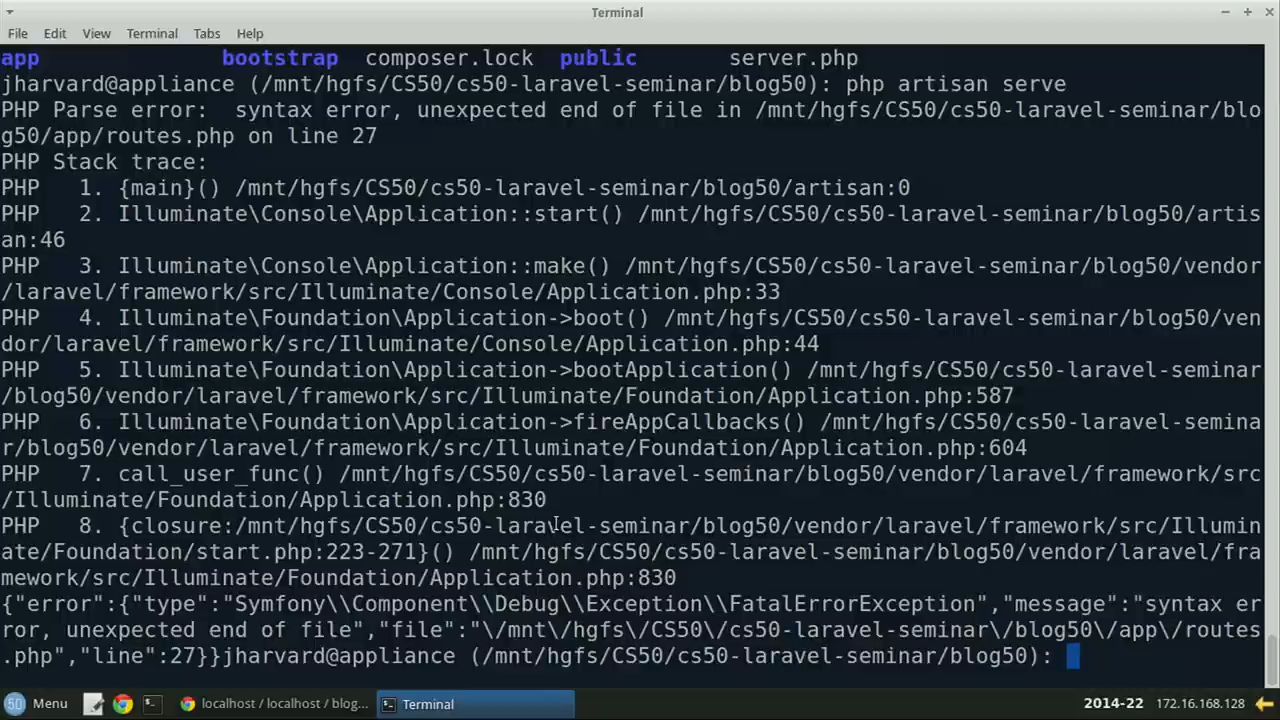 Terminal
File Edit View Terminal Tabs Help
app bootstrap composer.lock public server.php
jharvard@appliance (/mnt/hgfs/CS50/cs50-laravel-seminar/blog50): php artisan serve
PHP Parse error:  syntax error, unexpected end of file in /mnt/hgfs/CS50/cs50-laravel-seminar/blo
g50/app/routes.php on line 27
PHP Stack trace:
PHP   1. {main}() /mnt/hgfs/CS50/cs50-laravel-seminar/blog50/artisan:0
PHP   2. Illuminate\Console\Application::start() /mnt/hgfs/CS50/cs50-laravel-seminar/blog50/artis
an:46
PHP   3. Illuminate\Console\Application::make() /mnt/hgfs/CS50/cs50-laravel-seminar/blog50/vendor
/laravel/framework/src/Illuminate/Console/Application.php:33
PHP   4. Illuminate\Foundation\Application->boot() /mnt/hgfs/CS50/cs50-laravel-seminar/blog50/ven
dor/laravel/framework/src/Illuminate/Console/Application.php:44
PHP   5. Illuminate\Foundation\Application->bootApplication() /mnt/hgfs/CS50/cs50-laravel-seminar
/blog50/vendor/laravel/framework/src/Illuminate/Foundation/Application.php:587
PHP   6. Illuminate\Foundation\Application->fireAppCallbacks() /mnt/hgfs/CS50/cs50-laravel-semina
r/blog50/vendor/laravel/framework/src/Illuminate/Foundation/Application.php:604
PHP   7. call_user_func() /mnt/hgfs/CS50/cs50-laravel-seminar/blog50/vendor/laravel/framework/src
/Illuminate/Foundation/Application.php:830
PHP   8. {closure:/mnt/hgfs/CS50/cs50-laravel-seminar/blog50/vendor/laravel/framework/src/Illumin
ate/Foundation/start.php:223-271}() /mnt/hgfs/CS50/cs50-laravel-seminar/blog50/vendor/laravel/fra
mework/src/Illuminate/Foundation/Application.php:830
{"error":{"type":"Symfony\\Component\\Debug\\Exception\\FatalErrorException","message":"syntax er
ror, unexpected end of file","file":"\/mnt\/hgfs\/CS50\/cs50-laravel-seminar\/blog50\/app\/routes
.php","line":27}}jharvard@appliance (/mnt/hgfs/CS50/cs50-laravel-seminar/blog50):
50 Menu localhost / localhost / blog... Terminal 2014-22 172.16.168.128